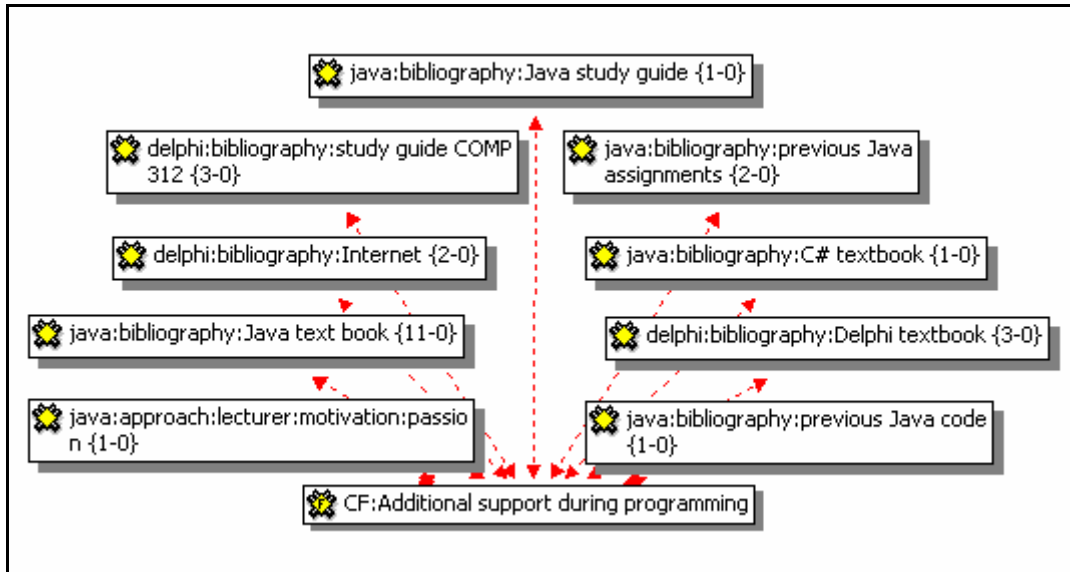 java:bibliography:Java study guide {1-0}
delphi:bibliography:study guide COMP
312 {3-0}
java:bibliography:previous Java
assignments {2-0}
delphi:bibliography:Internet {2-0}
java:bibliography:C# textbook {1-0}
java:bibliography:Java text book {11-0}
delphi:bibliography:Delphi textbook {3-0}
java:approach:lecturer:motivation:passio
n {1-0}
java:bibliography:previous Java code
{1-0}
CF:Additional support during programming